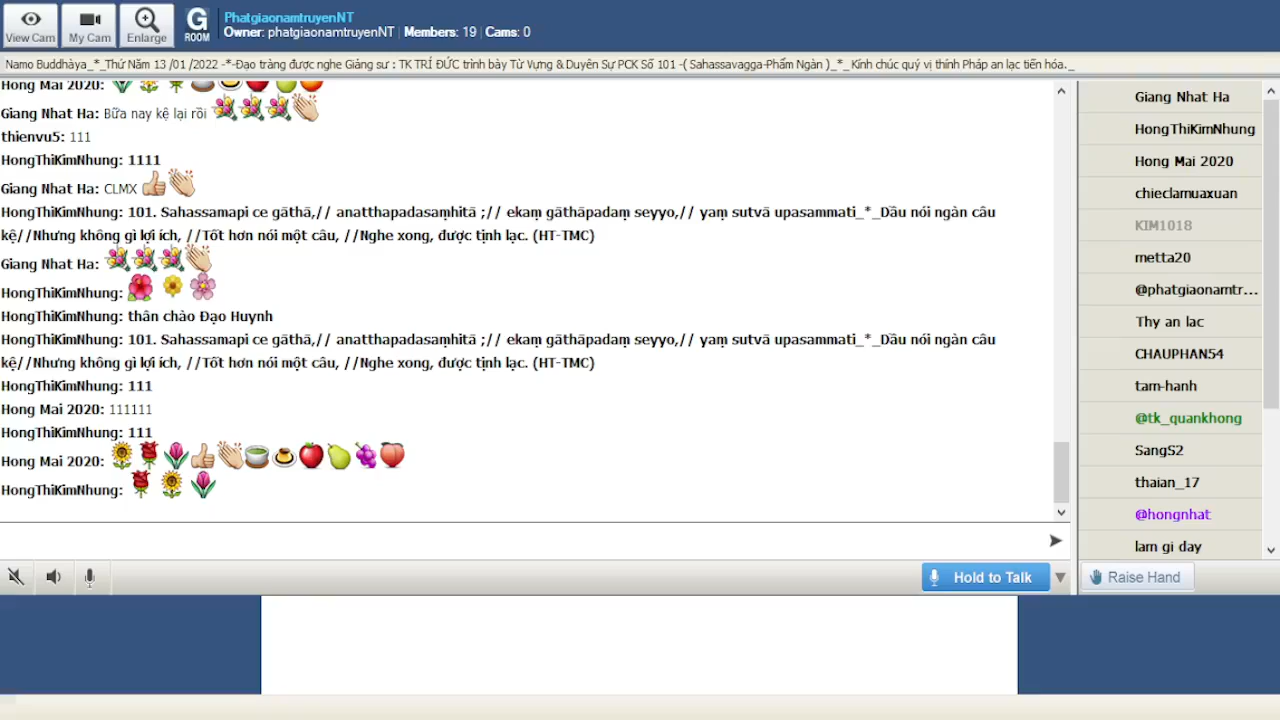 PhatgiaonamtruyenNT
Owner: phatgiaonamtruyenNT | Members: 19 | Cams: 0
View Cam My Cam Enlarge G ROOM
Namo Buddhàya_*_Thứ Năm 13 /01 /2022 -*-Đạo tràng được nghe Giảng sư : TK TRÍ ĐỨC trình bày Từ Vựng & Duyên Sự PCK Số 101 -( Sahassavagga-Phẩm Ngàn )_*_Kính chúc quý vị thính Pháp an lạc tiến hóa._
Hong Mai 2020:
Giang Nhat Ha: Bữa nay kệ lại rồi
thienvu5: 111
HongThiKimNhung: 1111
Giang Nhat Ha: CLMX
HongThiKimNhung: 101. Sahassamapi ce gāthā,// anatthapadasaṃhitā ;// ekaṃ gāthāpadaṃ seyyo,// yaṃ sutvā upasammati_*_Dầu nói ngàn câu
kệ//Nhưng không gì lợi ích, //Tốt hơn nói một câu, //Nghe xong, được tịnh lạc. (HT-TMC)
Giang Nhat Ha:
HongThiKimNhung:
HongThiKimNhung: thân chào Đạo Huynh
HongThiKimNhung: 101. Sahassamapi ce gāthā,// anatthapadasaṃhitā ;// ekaṃ gāthāpadaṃ seyyo,// yaṃ sutvā upasammati_*_Dầu nói ngàn câu
kệ//Nhưng không gì lợi ích, //Tốt hơn nói một câu, //Nghe xong, được tịnh lạc. (HT-TMC)
HongThiKimNhung: 111
Hong Mai 2020: 111111
HongThiKimNhung: 111
Hong Mai 2020:
HongThiKimNhung:
Giang Nhat Ha
HongThiKimNhung
Hong Mai 2020
chieclamuaxuan
KIM1018
metta20
@phatgiaonamtr...
Thy an lac
CHAUPHAN54
tam-hanh
@tk_quankhong
SangS2
thaian_17
@hongnhat
lam gi day
Hold to Talk
Raise Hand